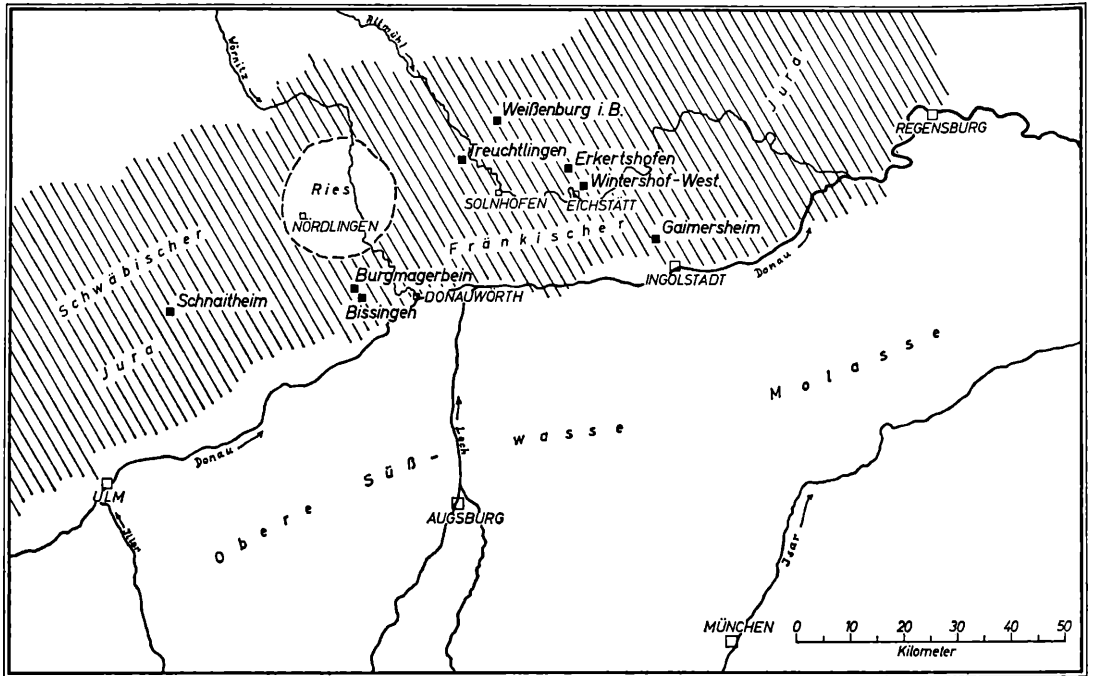 Wörnitz
Altmühl
Jura
Weißenburg i. B.
REGENSBURG
Treuchtlingen
Erkertshofen
Wintershof-West
Ries
SOLNHOFEN
EICHSTÄTT
NÖRDLINGEN
Fränkischer
Gaimersheim
Schwäbischer
Jura
INGOLSTADT
Donau
Burgmagerbein
DONAUWÖRTH
Schnaitheim
Bissingen
Molasse
Obere Süß-wasse
Donau
Lech
ULM
Iller
AUGSBURG
Isar
MÜNCHEN
0 10 20 30 40 50
Kilometer